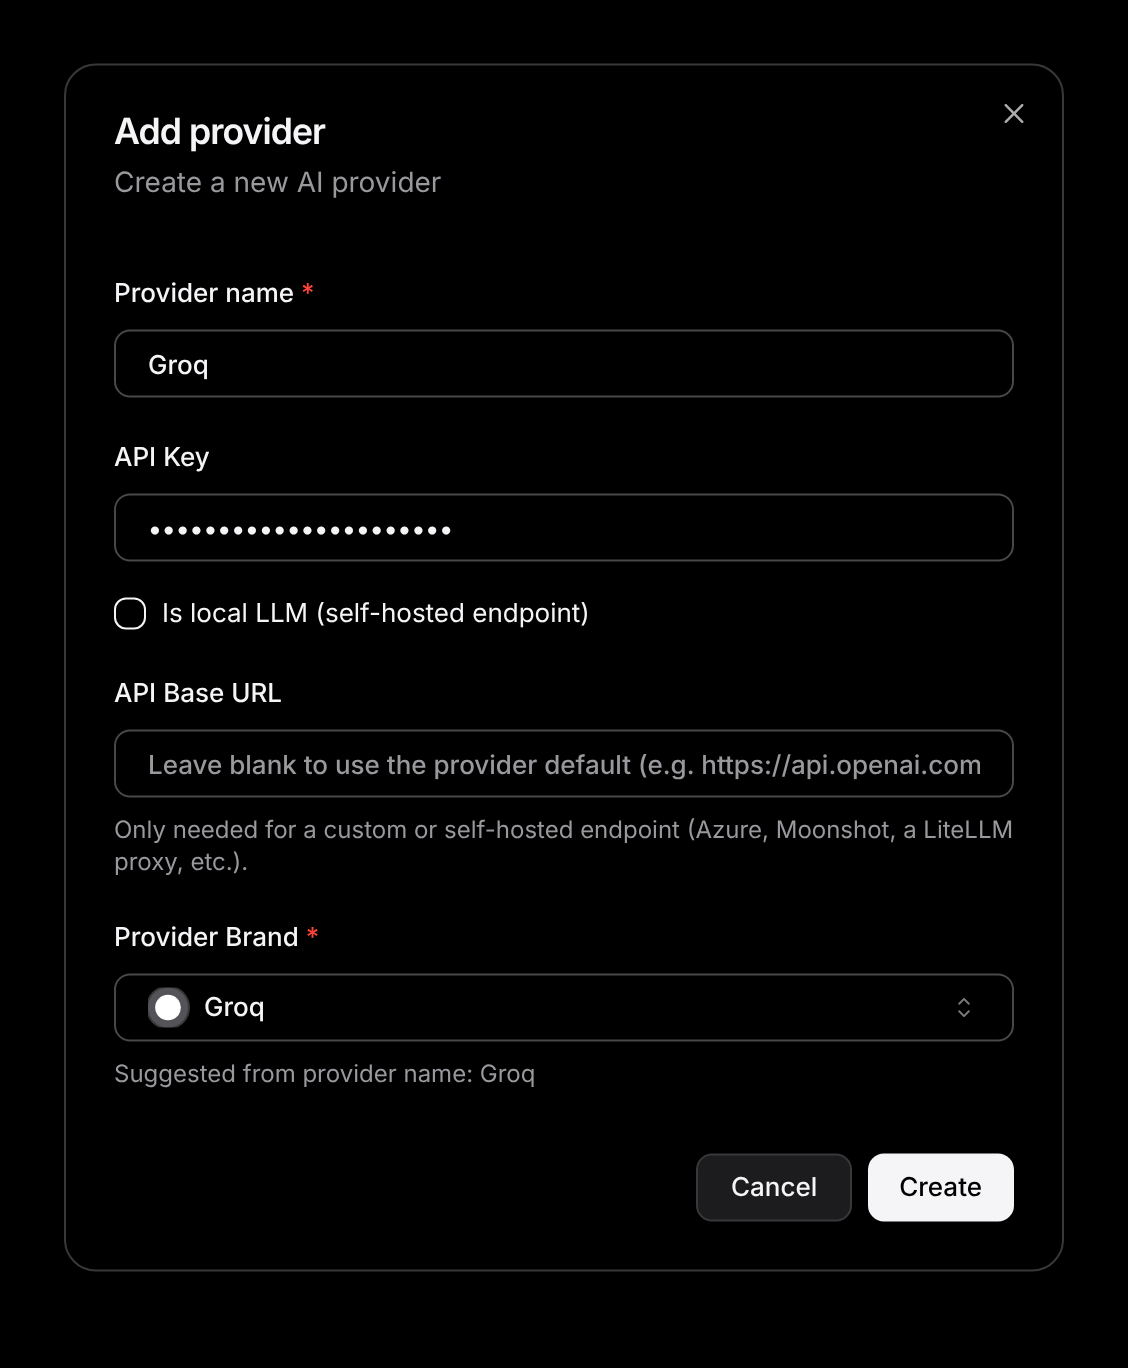 Add provider
Create a new AI provider
Provider name *
Groq
API Key
••••••••••••••••••••••
Is local LLM (self-hosted endpoint)
API Base URL
Leave blank to use the provider default (e.g. https://api.openai.com
Only needed for a custom or self-hosted endpoint (Azure, Moonshot, a LiteLLM
proxy, etc.).
Provider Brand *
Groq
Suggested from provider name: Groq
Cancel
Create